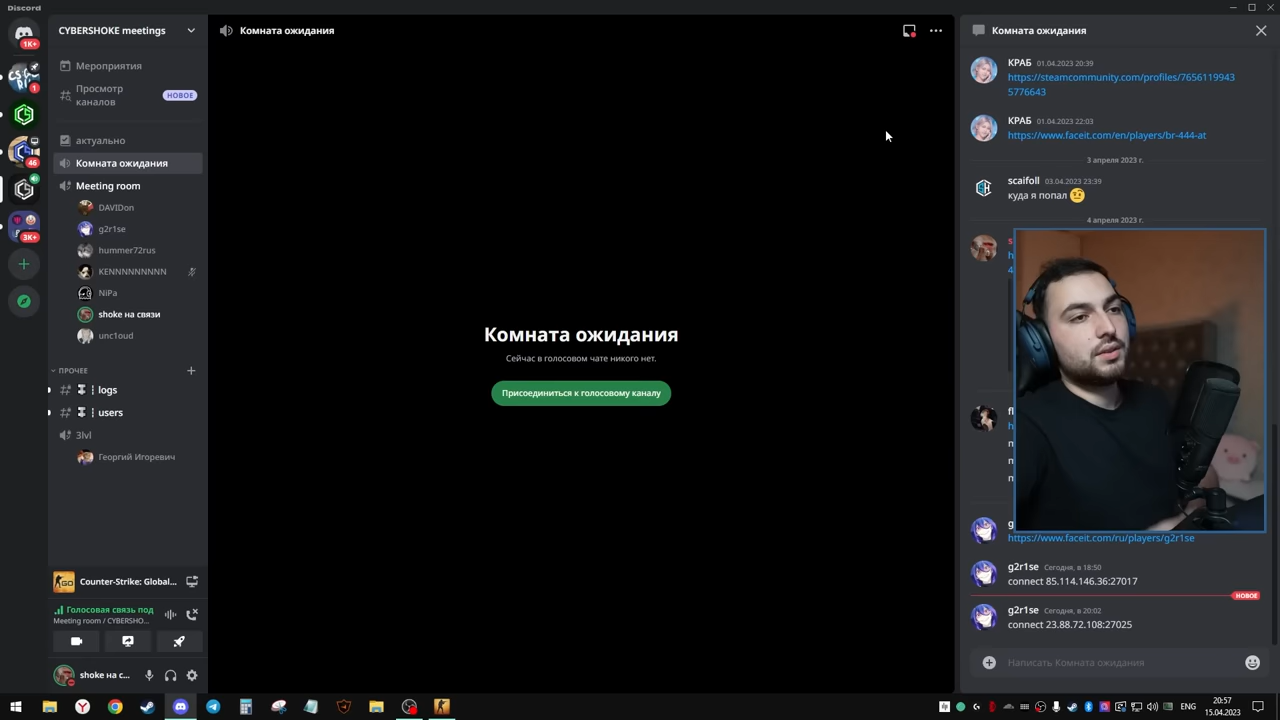 Discord
CYBERSHOKE meetings
Мероприятия
Просмотр каналов
НОВОЕ
актуально
Комната ожидания
Meeting room
DAVIDon
g2r1se
hummer72rus
KENNNNNNNNN
NiPa
shoke на связи
unc1oud
ПРОЧЕЕ
logs
users
3lvl
Георгий Игоревич
Counter-Strike: Global...
Голосовая связь под
Meeting room / CYBERSHO...
shoke на с...
1K+
1
46
3K+
Комната ожидания
Комната ожидания
Сейчас в голосовом чате никого нет.
Присоединиться к голосовому каналу
Комната ожидания
КРАБ 01.04.2023 20:39
https://steamcommunity.com/profiles/7656119943
5776643
КРАБ 01.04.2023 22:03
https://www.faceit.com/en/players/br-444-at
3 апреля 2023 г.
scaifoll 03.04.2023 23:39
куда я попал 🤨
4 апреля 2023 г.
https://www.faceit.com/ru/players/g2r1se
g2r1se Сегодня, в 18:50
connect 85.114.146.36:27017
НОВОЕ
g2r1se Сегодня, в 20:02
connect 23.88.72.108:27025
Написать Комната ожидания
ENG
20:57
15.04.2023